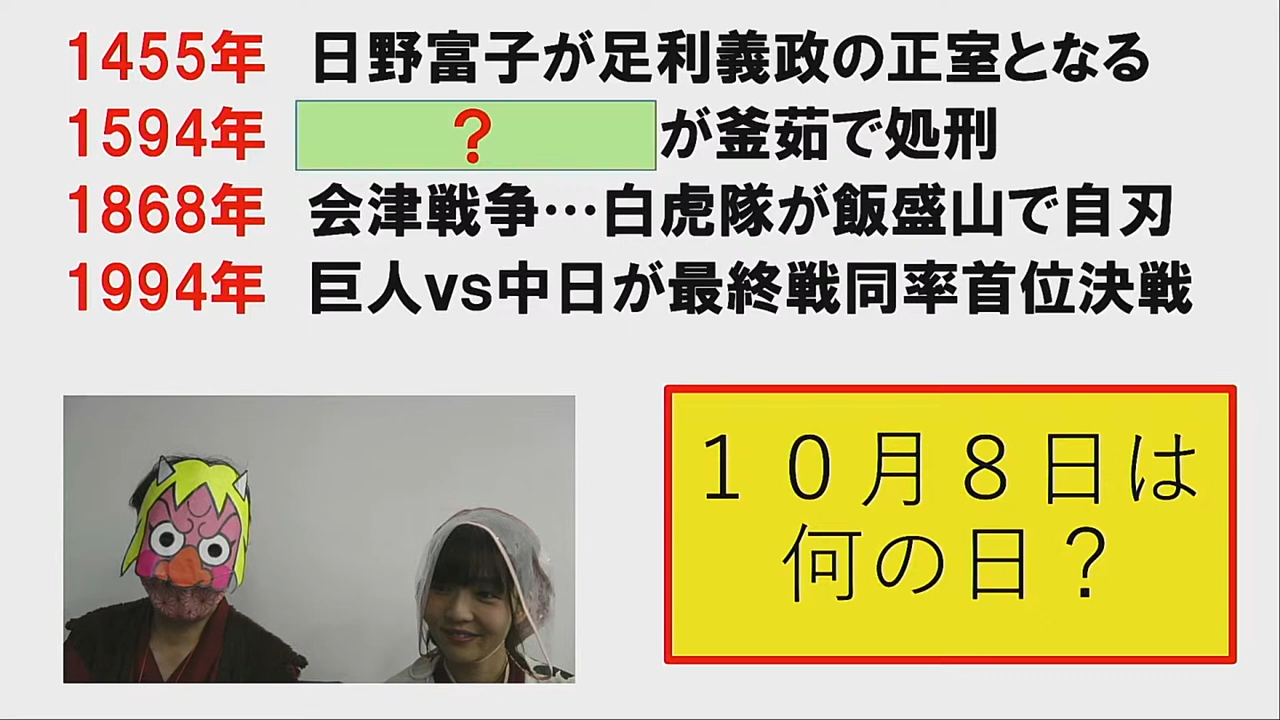 1455年 日野富子が足利義政の正室となる
1594年 ? が釜茹で処刑
1868年 会津戦争…白虎隊が飯盛山で自刃
1994年 巨人vs中日が最終戦同率首位決戦
１０月８日は
何の日？